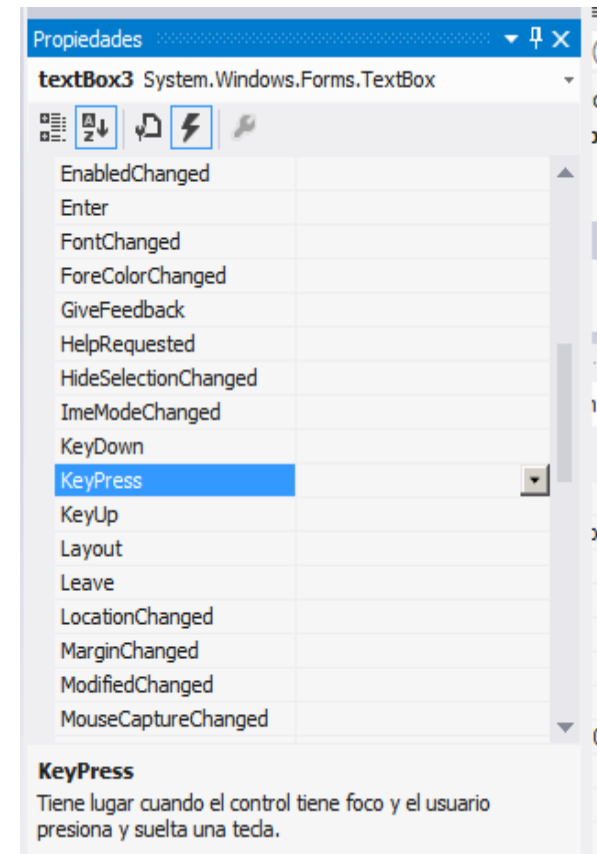 Propiedades
textBox3 System.Windows.Forms.TextBox
EnabledChanged
Enter
FontChanged
ForeColorChanged
GiveFeedback
HelpRequested
HideSelectionChanged
ImeModeChanged
KeyDown
KeyPress
KeyUp
Layout
Leave
LocationChanged
MarginChanged
ModifiedChanged
MouseCaptureChanged
KeyPress
Tiene lugar cuando el control tiene foco y el usuario
presiona y suelta una tecla.